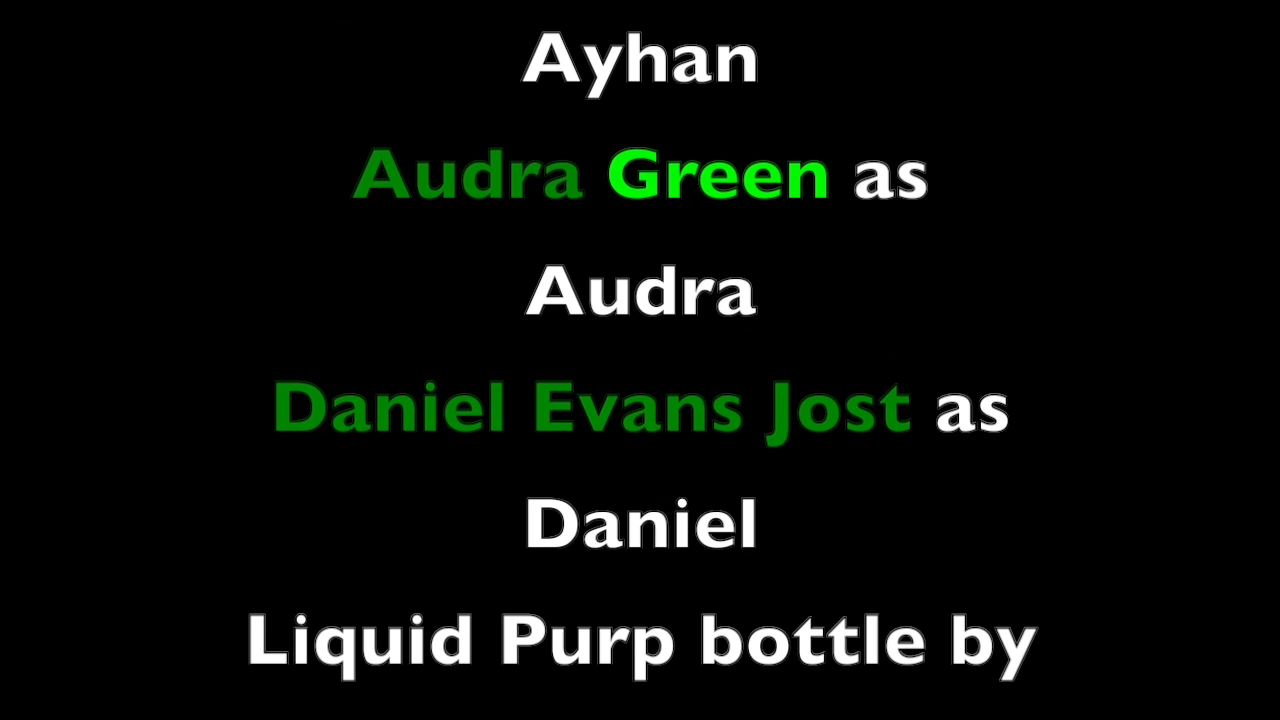 Ayhan
Audra Green as
Audra
Daniel Evans Jost as
Daniel
Liquid Purp bottle by